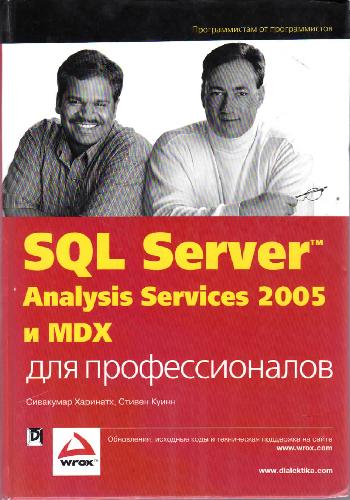 Программистам от программистов
SQL Server™
Analysis Services 2005
и MDX
для профессионалов
Сивакумар Харинатх, Стивен Куинн
Обновления, исходные коды и техническая поддержка на сайте
www.wrox.com
wrox™
www.dialektika.com